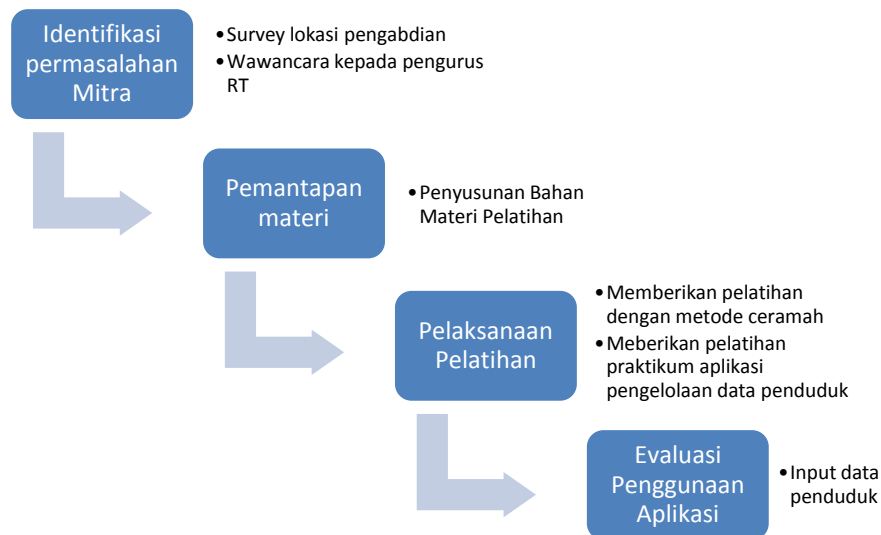 Identifikasi
permasalahan
Mitra
•Survey lokasi pengabdian
•Wawancara kepada pengurus
RT
Pemantapan
materi
•Penyusunan Bahan
Materi Pelatihan
Pelaksanaan
Pelatihan
•Memberikan pelatihan
dengan metode ceramah
•Meberikan pelatihan
praktikum aplikasi
pengelolaan data penduduk
Evaluasi
Penggunaan
Aplikasi
•Input data
penduduk